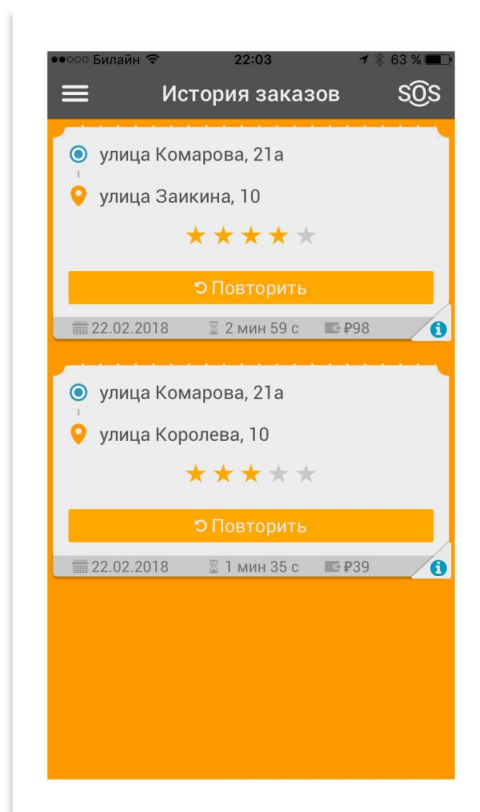 Билайн 22:03 63 %
История заказов SOS
улица Комарова, 21а
улица Заикина, 10
Повторить
22.02.2018 2 мин 59 с ₽98
улица Комарова, 21а
улица Королева, 10
Повторить
22.02.2018 1 мин 35 с ₽39